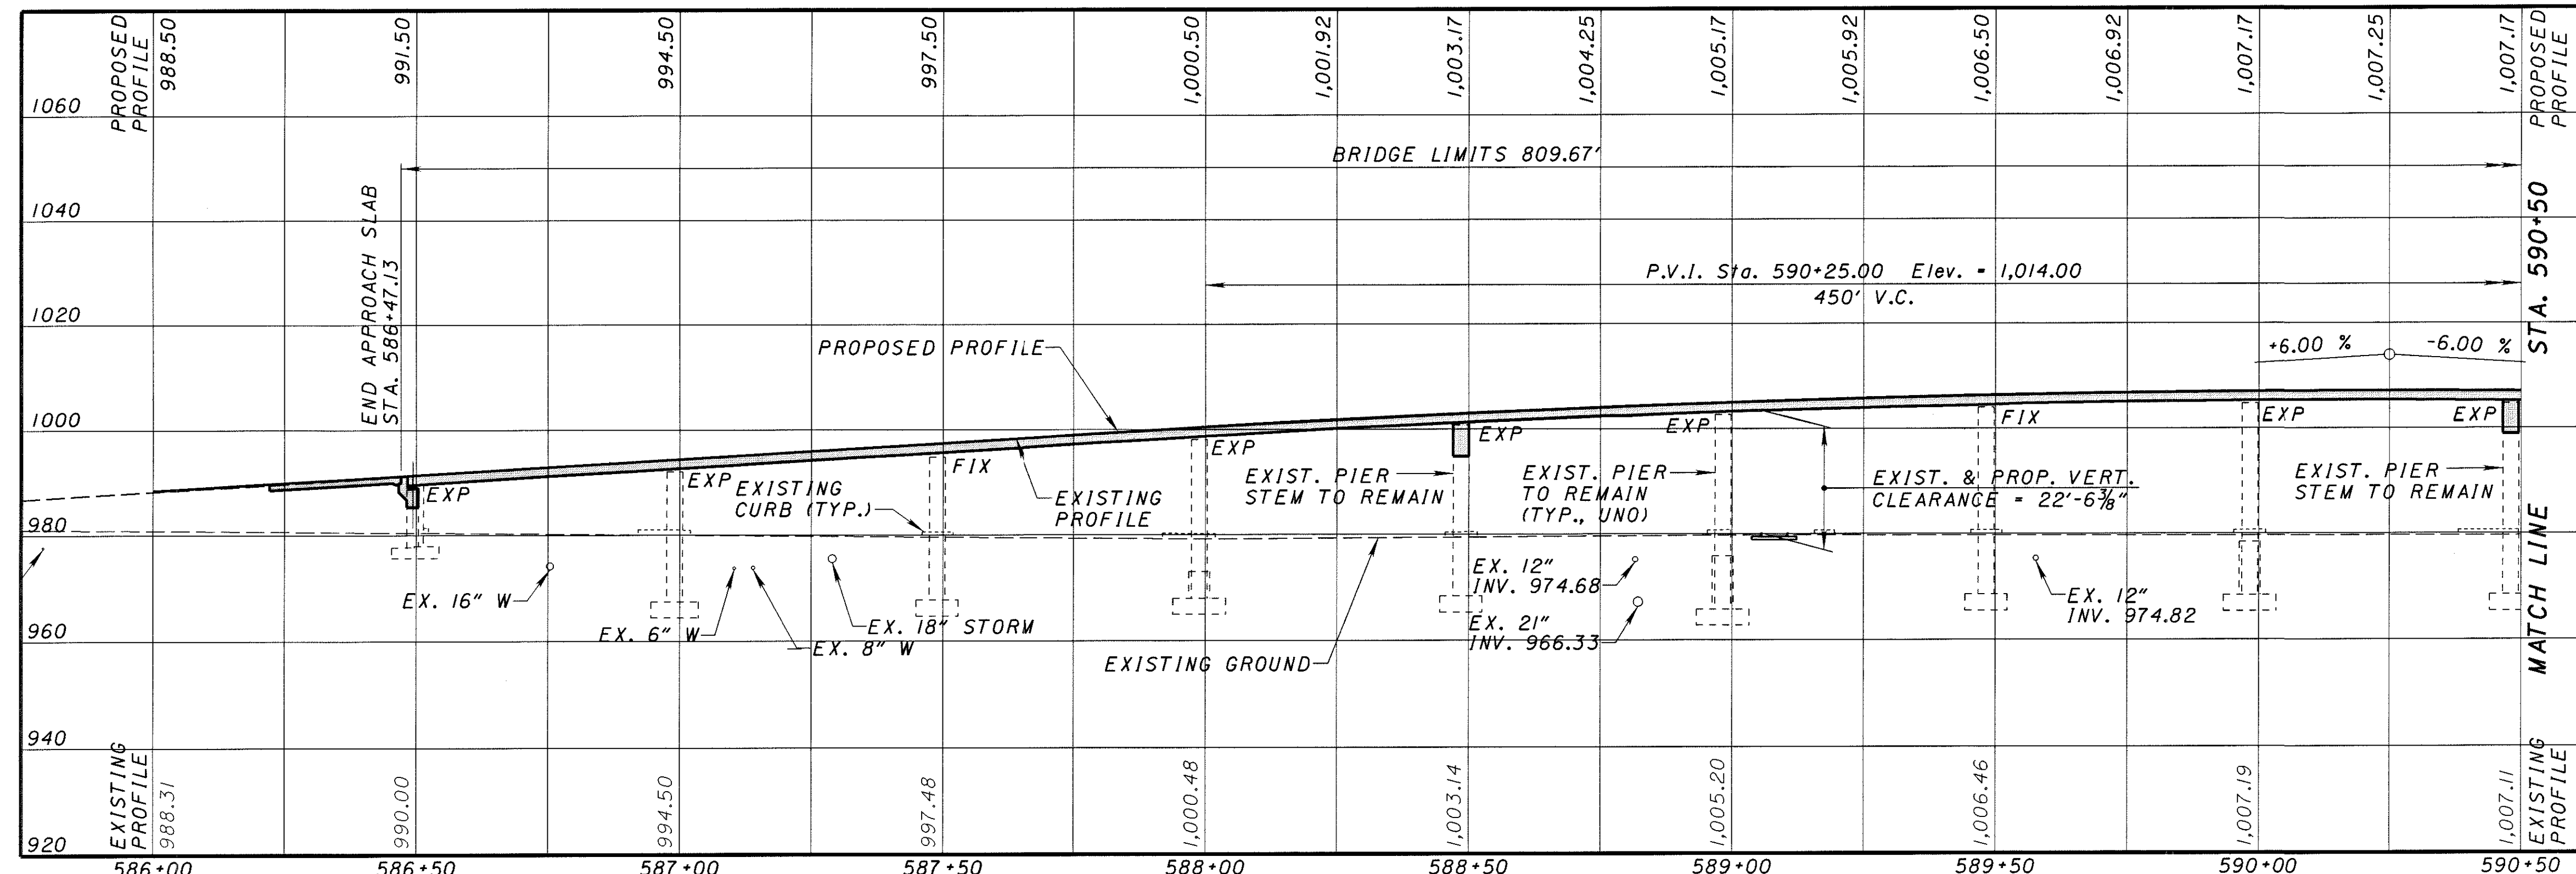 PROPOSED
PROFILE
988.50
991.50
994.50
997.50
1,000.50
1,001.92
1,003.17
1,004.25
1,005.17
1,005.92
1,006.50
1,006.92
1,007.17
1,007.25
1,007.17
PROPOSED
PROFILE
1060
1040
1020
1000
980
960
940
920
BRIDGE LIMITS 809.67'
END APPROACH SLAB
STA. 586+47.13
P.V.I. Sta. 590+25.00 Elev. = 1,014.00
450' V.C.
+6.00 %
-6.00 %
PROPOSED PROFILE
EXP
EXP
FIX
EXP
EXP
EXP
FIX
EXP
EXP
EXISTING
CURB (TYP.)
EXISTING
PROFILE
EXIST. PIER
STEM TO REMAIN
EXIST. PIER
TO REMAIN
(TYP., UNO)
EXIST. & PROP. VERT.
CLEARANCE = 22'-6⅜"
EXIST. PIER
STEM TO REMAIN
EX. 16" W
EX. 6" W
EX. 8" W
EX. 18" STORM
EXISTING GROUND
EX. 12"
INV. 974.68
EX. 21"
INV. 966.33
EX. 12"
INV. 974.82
MATCH LINE STA. 590+50
EXISTING
PROFILE
988.31
990.00
994.50
997.48
1,000.48
1,003.14
1,005.20
1,006.46
1,007.19
1,007.11
EXISTING
PROFILE
586+00
586+50
587+00
587+50
588+00
588+50
589+00
589+50
590+00
590+50